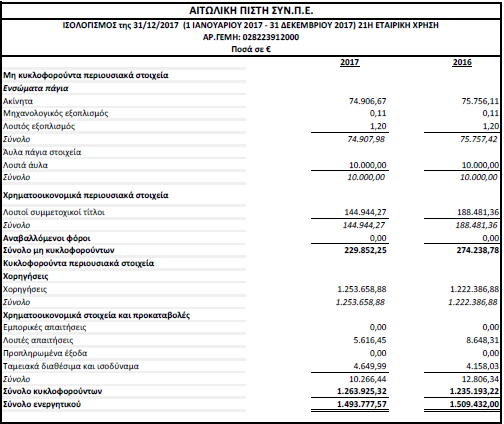 ΑΙΤΩΛΙΚΗ ΠΙΣΤΗ ΣΥΝ.Π.Ε.
ΙΣΟΛΟΓΙΣΜΟΣ της 31/12/2017 (1 ΙΑΝΟΥΑΡΙΟΥ 2017 - 31 ΔΕΚΕΜΒΡΙΟΥ 2017) 21Η ΕΤΑΙΡΙΚΗ ΧΡΗΣΗ
ΑΡ.ΓΕΜΗ: 028223912000
Ποσά σε €
2017 2016
Μη κυκλοφορούντα περιουσιακά στοιχεία
Ενσώματα πάγια
Ακίνητα 74.906,67 75.756,11
Μηχανολογικός εξοπλισμός 0,11 0,11
Λοιπός εξοπλισμός 1,20 1,20
Σύνολο 74.907,98 75.757,42
Άυλα πάγια στοιχεία
Λοιπά άυλα 10.000,00 10.000,00
Σύνολο 10.000,00 10.000,00
Χρηματοοικονομικά περιουσιακά στοιχεία
Λοιποί συμμετοχικοί τίτλοι 144.944,27 188.481,36
Σύνολο 144.944,27 188.481,36
Αναβαλλόμενοι φόροι 0,00 0,00
Σύνολο μη κυκλοφορούντων 229.852,25 274.238,78
Κυκλοφορούντα περιουσιακά στοιχεία
Χορηγήσεις
Χορηγήσεις 1.253.658,88 1.222.386,88
Σύνολο 1.253.658,88 1.222.386,88
Χρηματοοικονομικά στοιχεία και προκαταβολές
Εμπορικές απαιτήσεις 0,00 0,00
Λοιπές απαιτήσεις 5.616,45 8.648,31
Προπληρωμένα έξοδα 0,00 0,00
Ταμειακά διαθέσιμα και ισοδύναμα 4.649,99 4.158,03
Σύνολο 10.266,44 12.806,34
Σύνολο κυκλοφορούντων 1.263.925,32 1.235.193,22
Σύνολο ενεργητικού 1.493.777,57 1.509.432,00